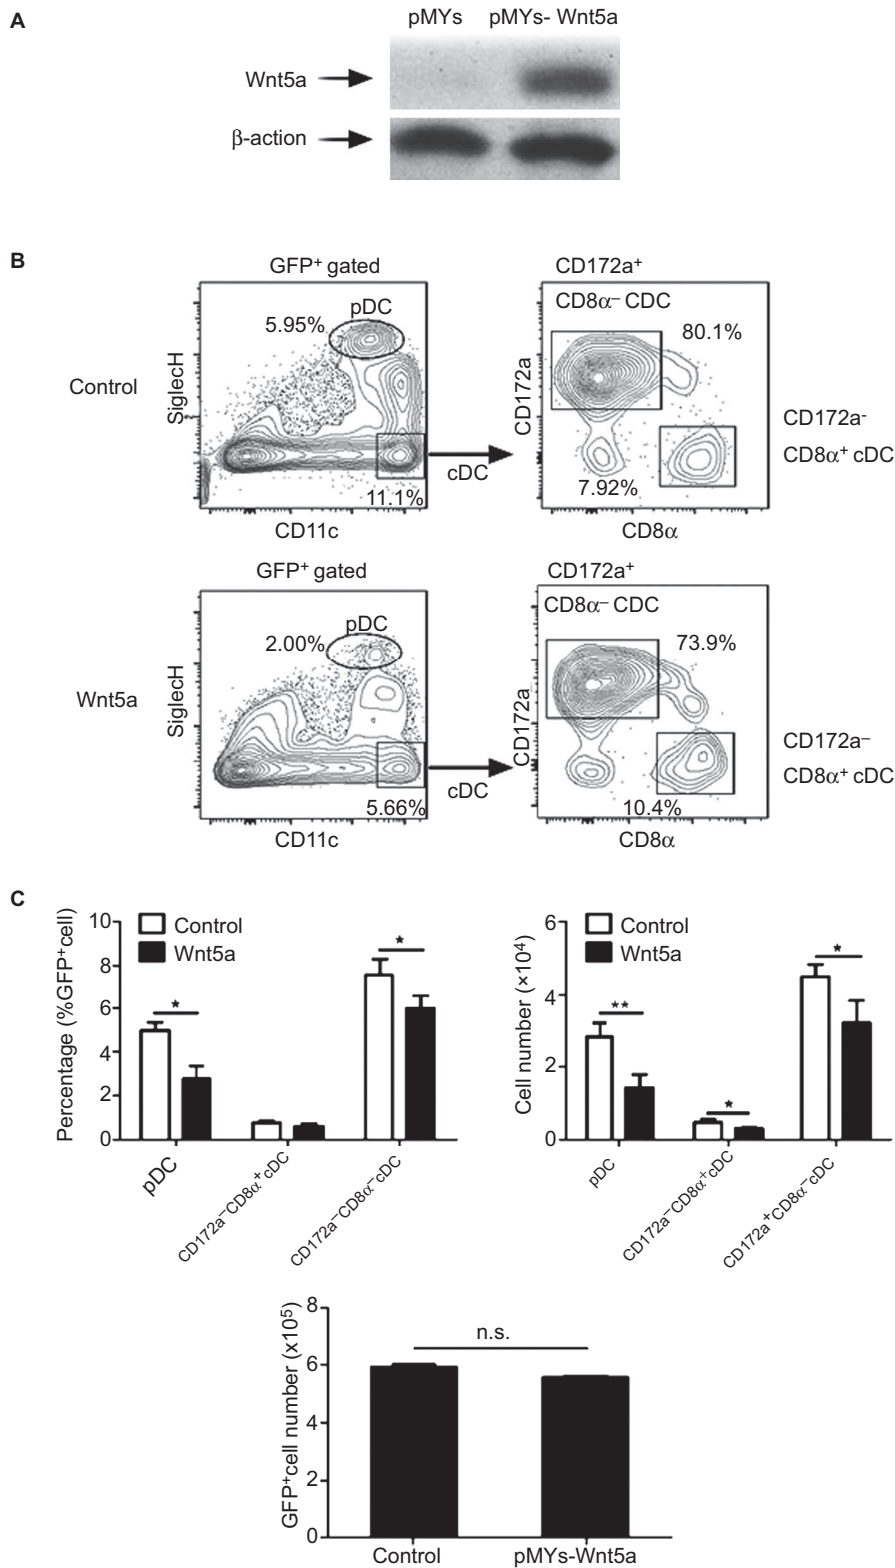 A
pMYs pMYs- Wnt5a
Wnt5a
β-action
B
GFP⁺ gated
pDC
5.95%
SiglecH
Control
11.1%
cDC
CD11c
CD172a⁺
CD8α⁻ CDC
80.1%
CD172a
CD172a-
CD8α⁺ cDC
7.92%
CD8α
GFP⁺ gated
pDC
2.00%
SiglecH
Wnt5a
5.66%
cDC
CD11c
CD172a⁺
CD8α⁻ CDC
73.9%
CD172a
CD172a⁻
CD8α⁺ cDC
10.4%
CD8α
C
Percentage (%GFP⁺cell)
10
8
6
4
2
0
Control
Wnt5a
*
*
pDC
CD172a⁻CD8α⁺cDC
CD172a⁻CD8α⁻cDC
Cell number (×10⁴)
6
4
2
0
Control
Wnt5a
**
*
*
pDC
CD172a⁻CD8α⁺cDC
CD172a⁺CD8α⁻cDC
GFP⁺cell number (x10⁵)
8
6
4
2
0
n.s.
Control
pMYs-Wnt5a